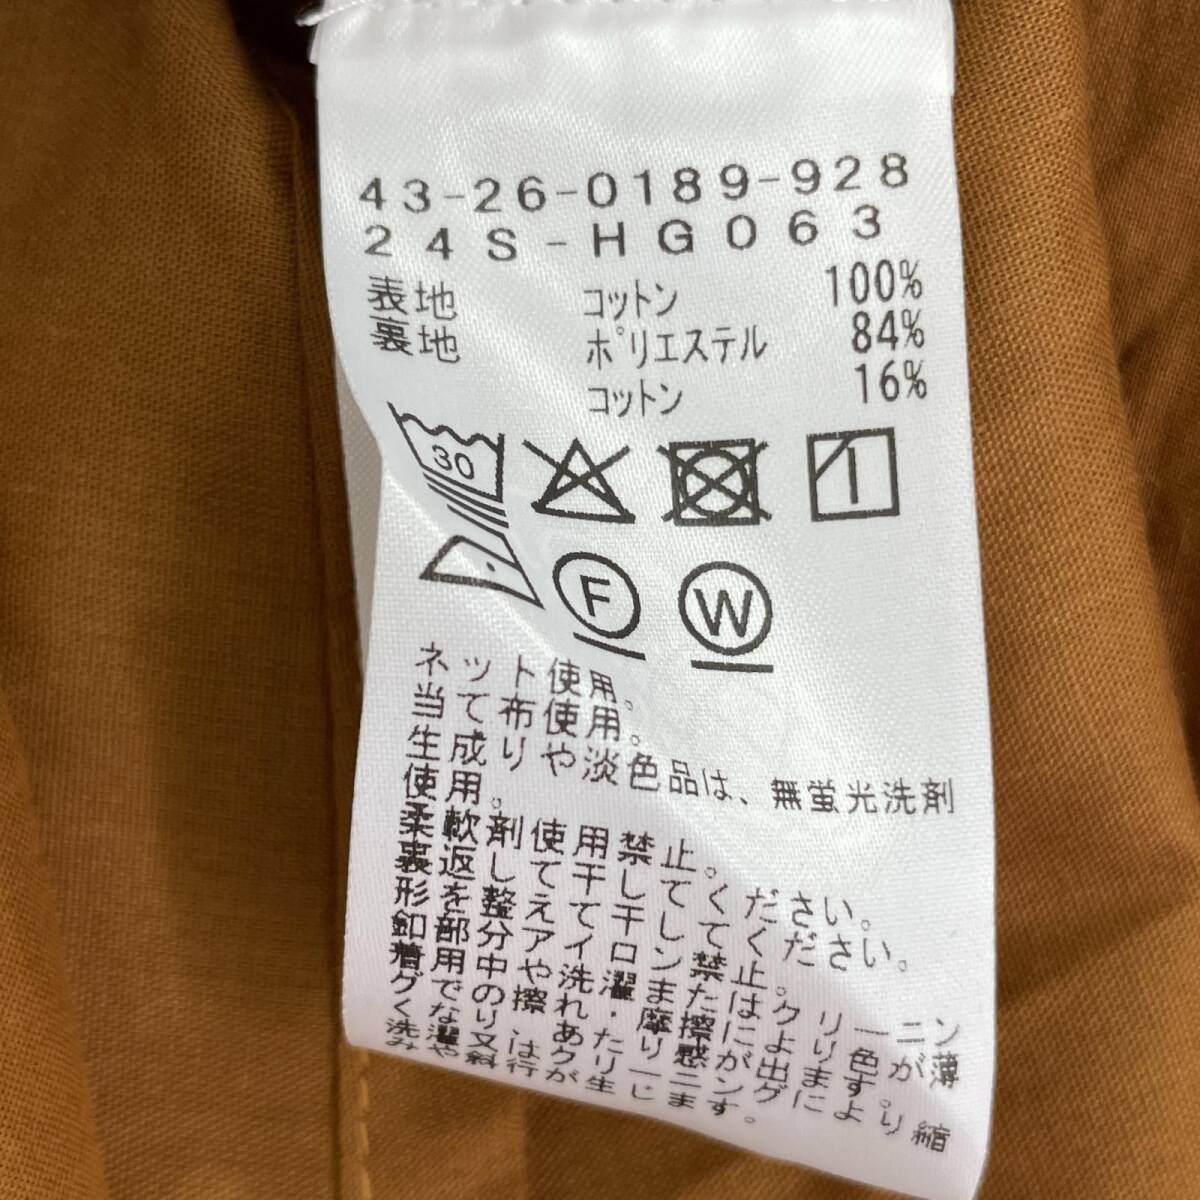 43-26-0189-928
24S-HG063
表地 コットン 100%
裏地 ポリエステル 84%
コットン 16%
30
F
W
ネット使用。
当て布使用。
生成りや淡色品は、無蛍光洗剤
使用。
柔軟剤使用禁止。
裏返して干してください。
形を整えて干してください。
釦部分アイロン禁止。